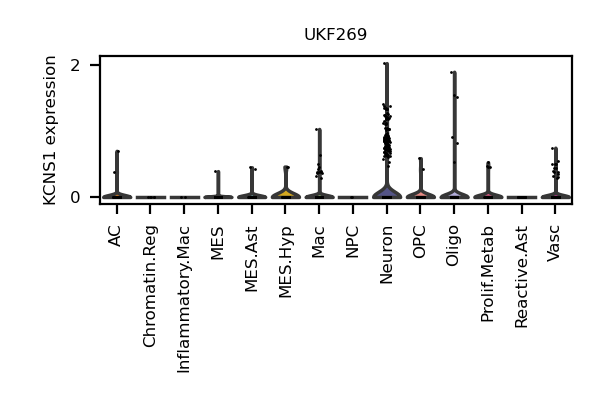 UKF269
KCNS1 expression
2
0
AC
Chromatin.Reg
Inflammatory.Mac
MES
MES.Ast
MES.Hyp
Mac
NPC
Neuron
OPC
Oligo
Prolif.Metab
Reactive.Ast
Vasc